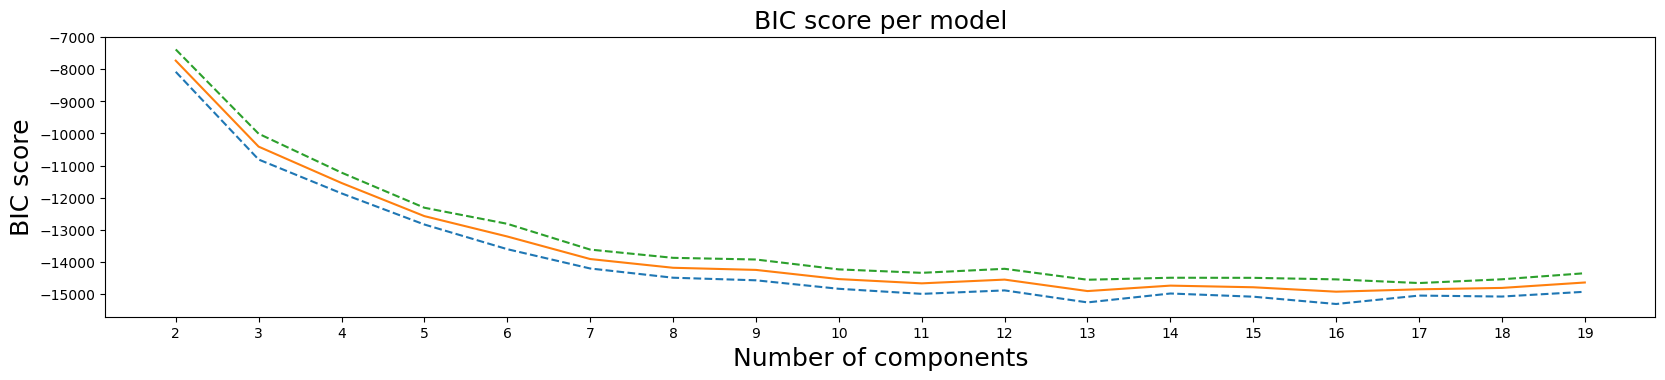 BIC score per model
BIC score
−7000
−8000
−9000
−10000
−11000
−12000
−13000
−14000
−15000
2 3 4 5 6 7 8 9 10 11 12 13 14 15 16 17 18 19
Number of components